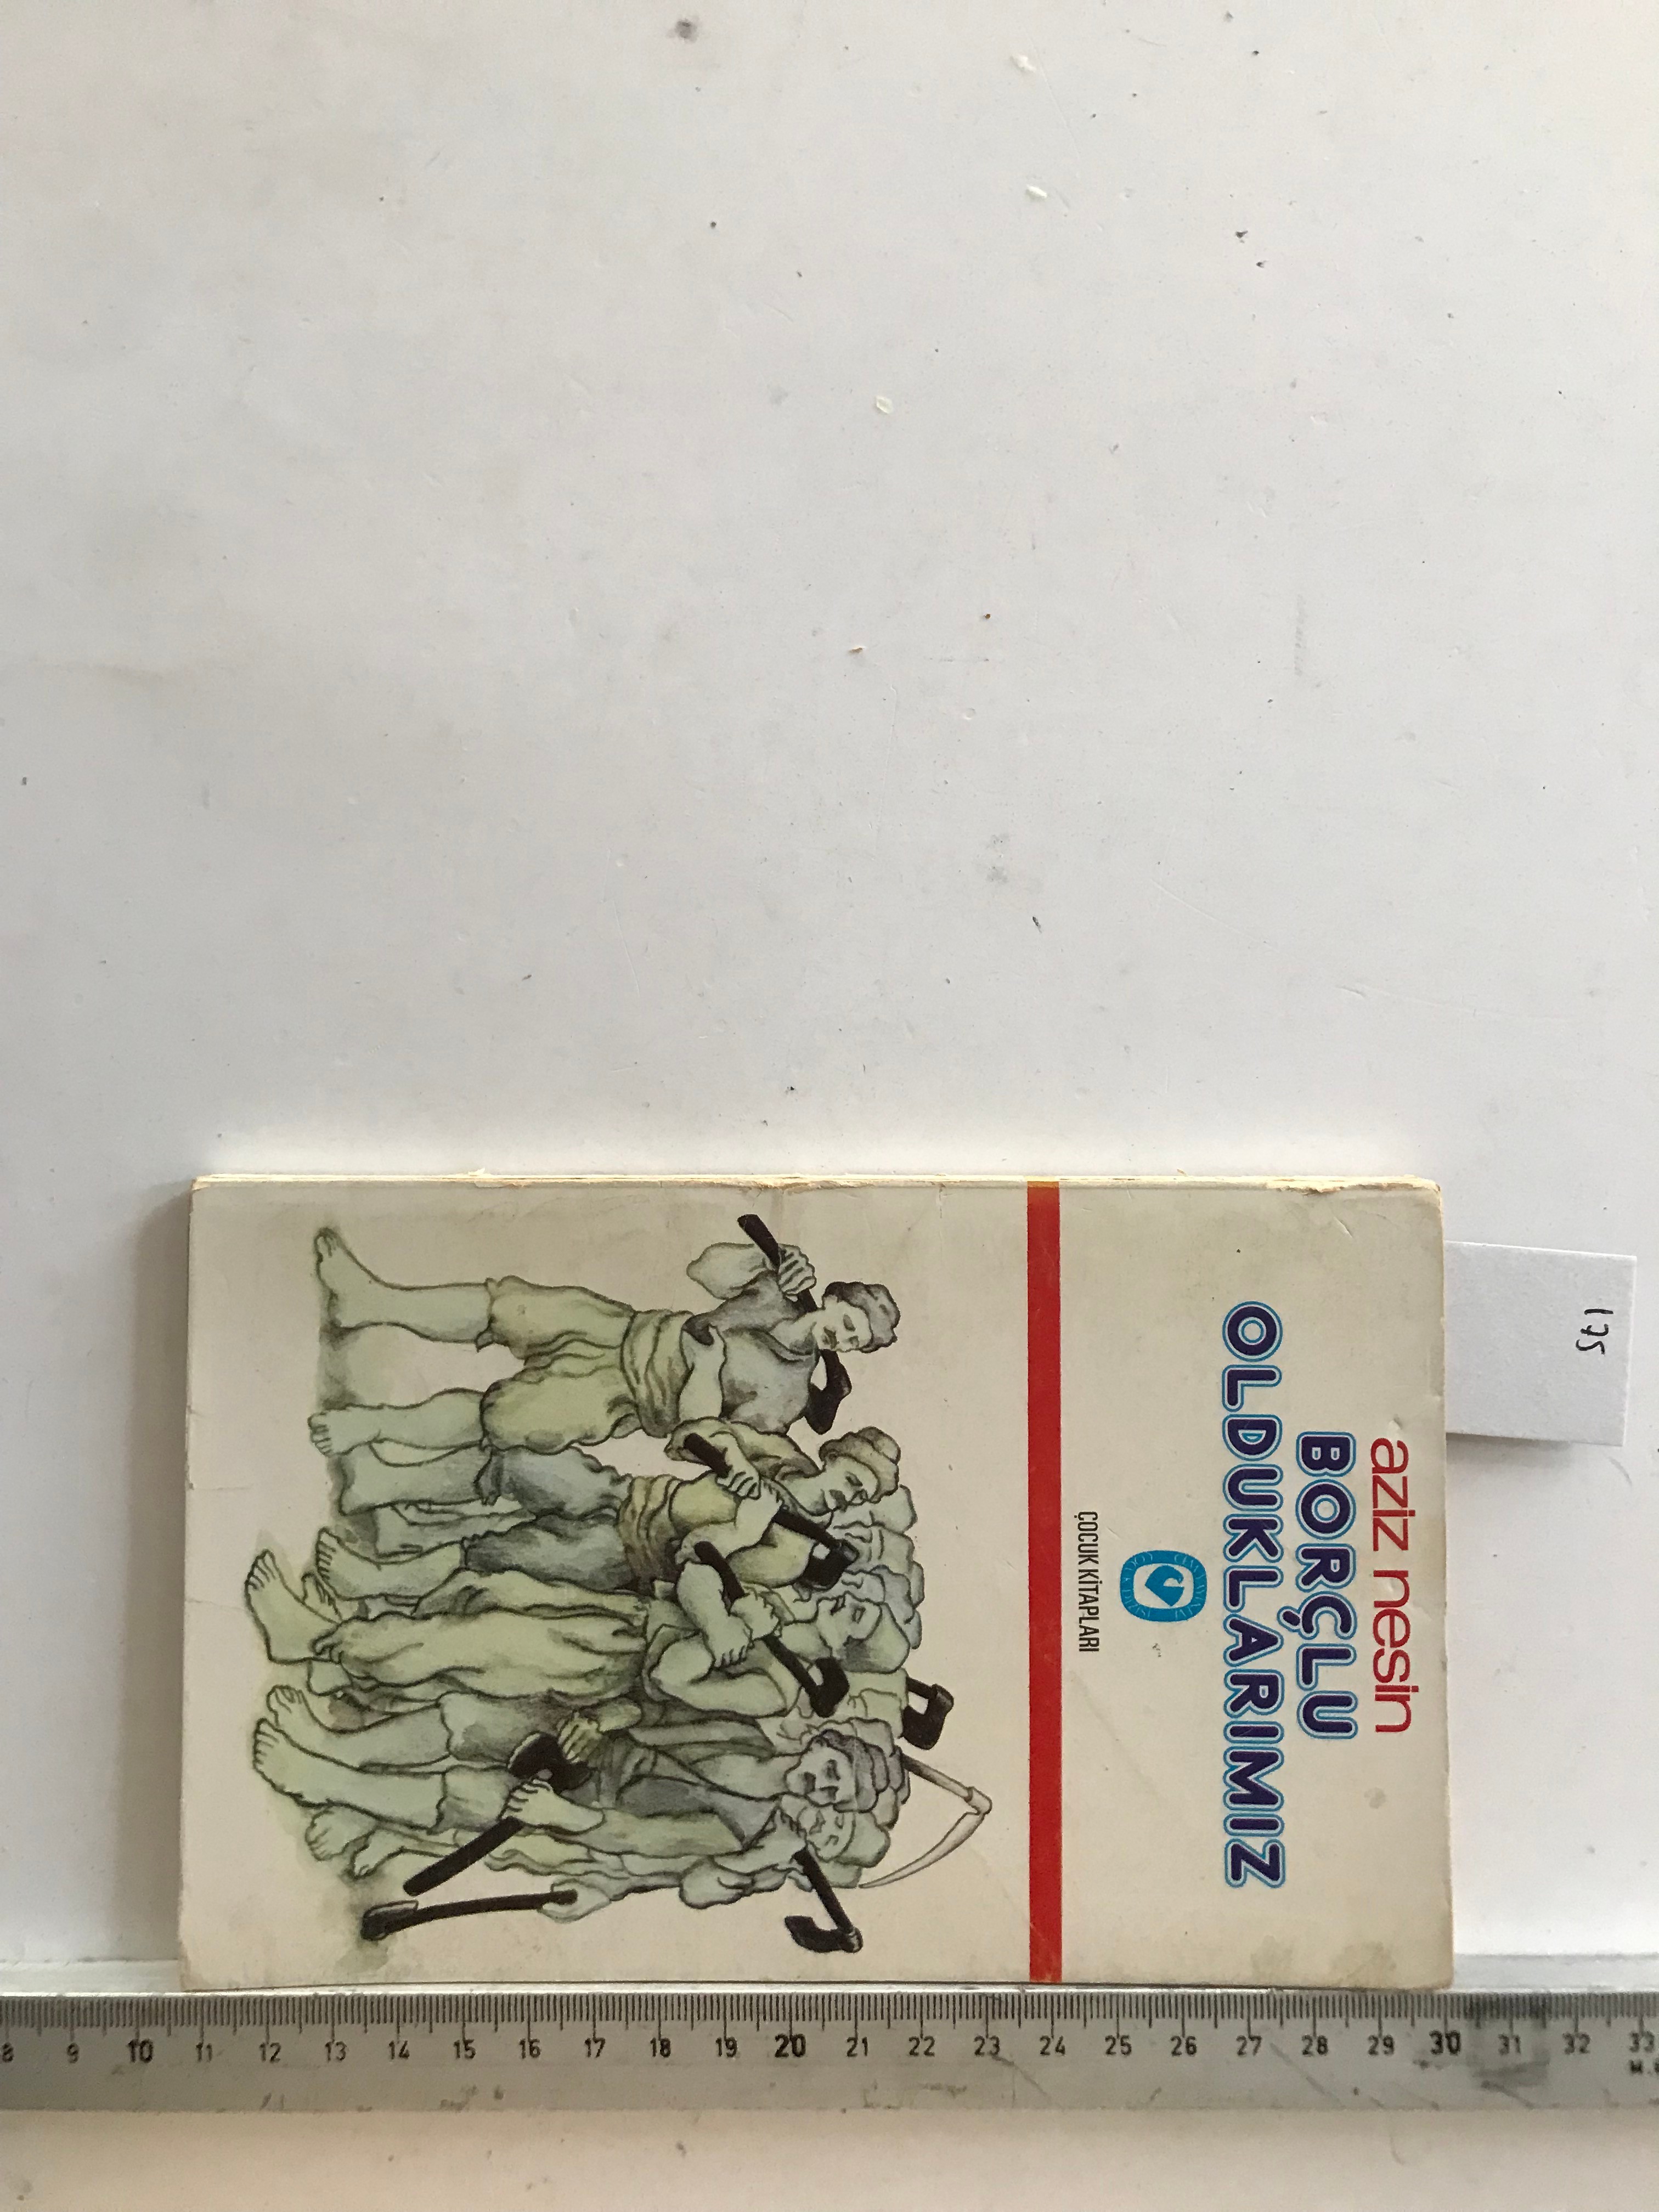 175
aziz nesin
BORÇLU
OLDUKLARIMIZ
ÇOCUK KİTAPLARI
8 9 10 11 12 13 14 15 16 17 18 19 20 21 22 23 24 25 26 27 28 29 30 31 32 33